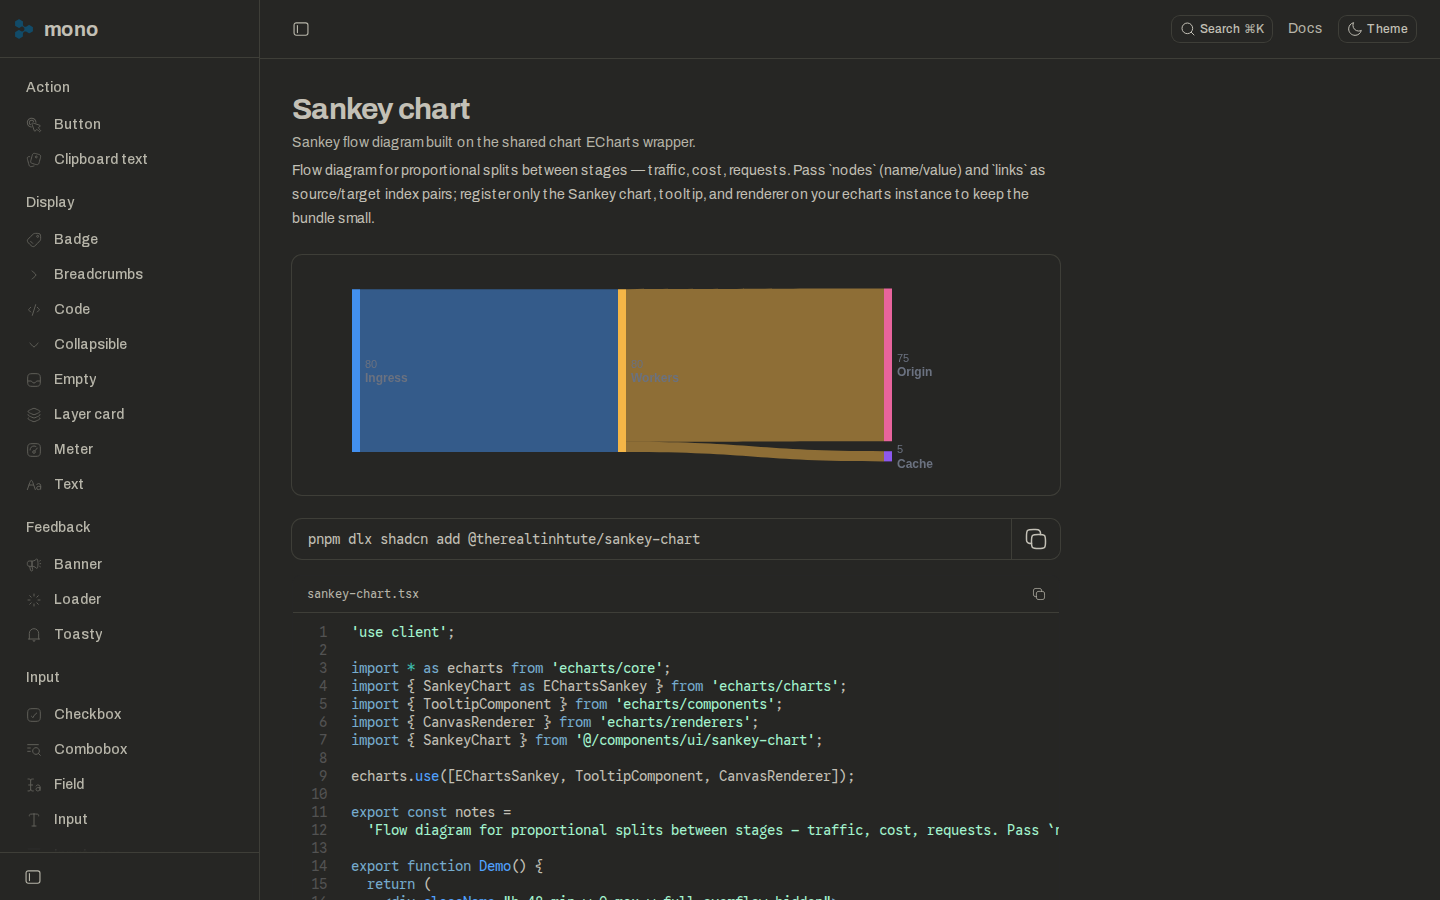 mono
Search ⌘K
Docs
Theme
Action
Button
Clipboard text
Display
Badge
Breadcrumbs
Code
Collapsible
Empty
Layer card
Meter
Text
Feedback
Banner
Loader
Toasty
Input
Checkbox
Combobox
Field
Input
Sankey chart
Sankey flow diagram built on the shared chart ECharts wrapper.
Flow diagram for proportional splits between stages — traffic, cost, requests. Pass `nodes` (name/value) and `links` as
source/target index pairs; register only the Sankey chart, tooltip, and renderer on your echarts instance to keep the
bundle small.
80
Ingress
75
Origin
5
Cache
pnpm dlx shadcn add @therealtinhtute/sankey-chart
sankey-chart.tsx
1 'use client';
2
3 import * as echarts from 'echarts/core';
4 import { SankeyChart as EChartsSankey } from 'echarts/charts';
5 import { TooltipComponent } from 'echarts/components';
6 import { CanvasRenderer } from 'echarts/renderers';
7 import { SankeyChart } from '@/components/ui/sankey-chart';
8
9 echarts.use([EChartsSankey, TooltipComponent, CanvasRenderer]);
10
11 export const notes =
12 'Flow diagram for proportional splits between stages — traffic, cost, requests. Pass `
13
14 export function Demo() {
15 return (